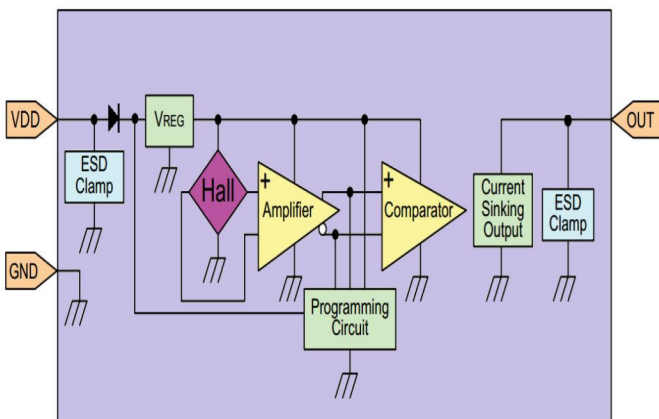 VDD
VREG
OUT
ESD
Clamp
Hall
+
Amplifier
+
Comparator
Current
Sinking
Output
ESD
Clamp
GND
Programming
Circuit